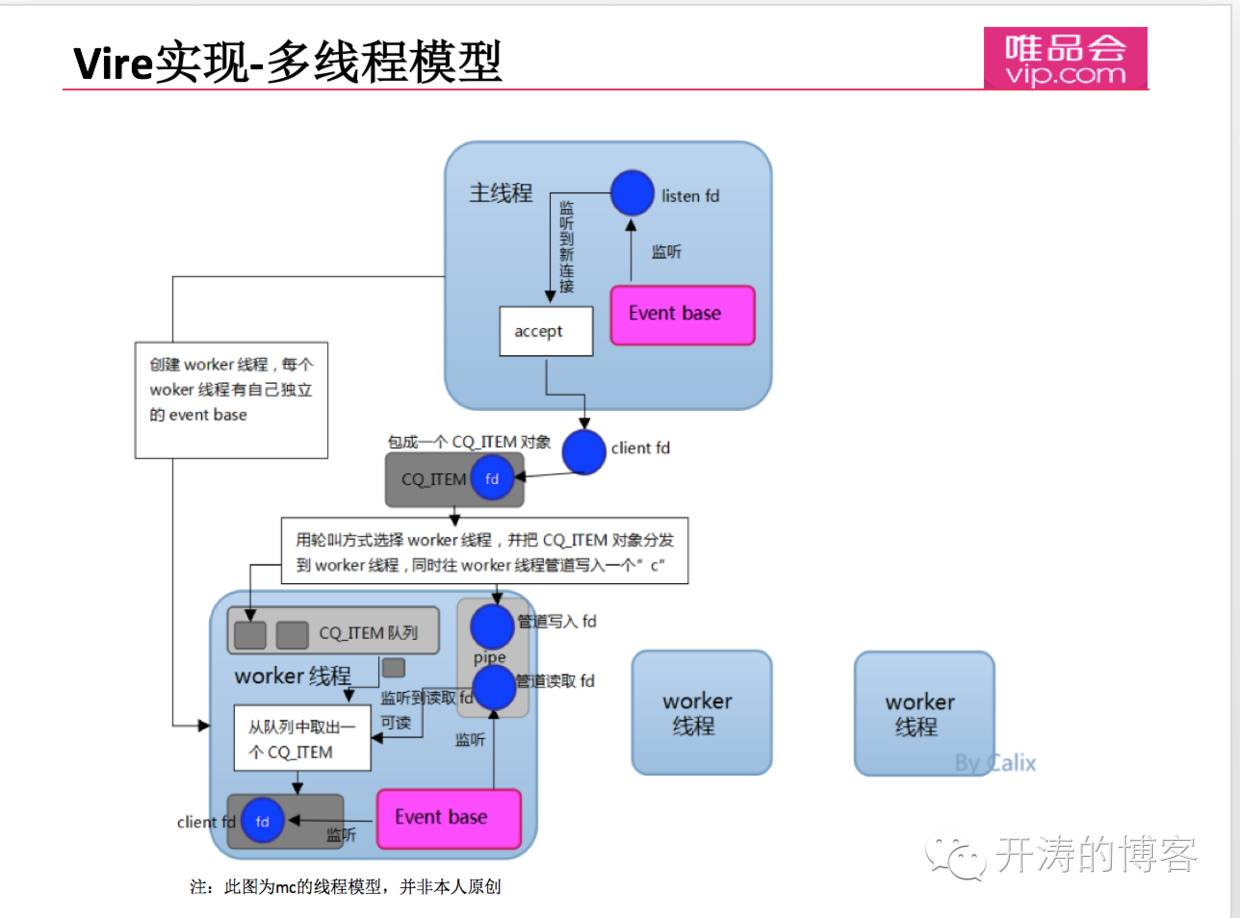 Vire实现-多线程模型
唯品会
vip.com
主线程
listen fd
监听到新连接
监听
Event base
accept
创建 worker 线程，每个
woker 线程有自己独立
的 event base
包成一个 CQ_ITEM 对象
client fd
CQ_ITEM
fd
用轮叫方式选择 worker 线程，并把 CQ_ITEM 对象分发
到 worker 线程，同时往 worker 线程管道写入一个”c“
CQ_ITEM 队列
管道写入 fd
pipe
worker 线程
管道读取 fd
监听到读取 fd
可读
从队列中取出一
个 CQ_ITEM
监听
worker
线程
worker
线程
By Calix
client fd
fd
监听
Event base
开涛的博客
注：此图为mc的线程模型，并非本人原创